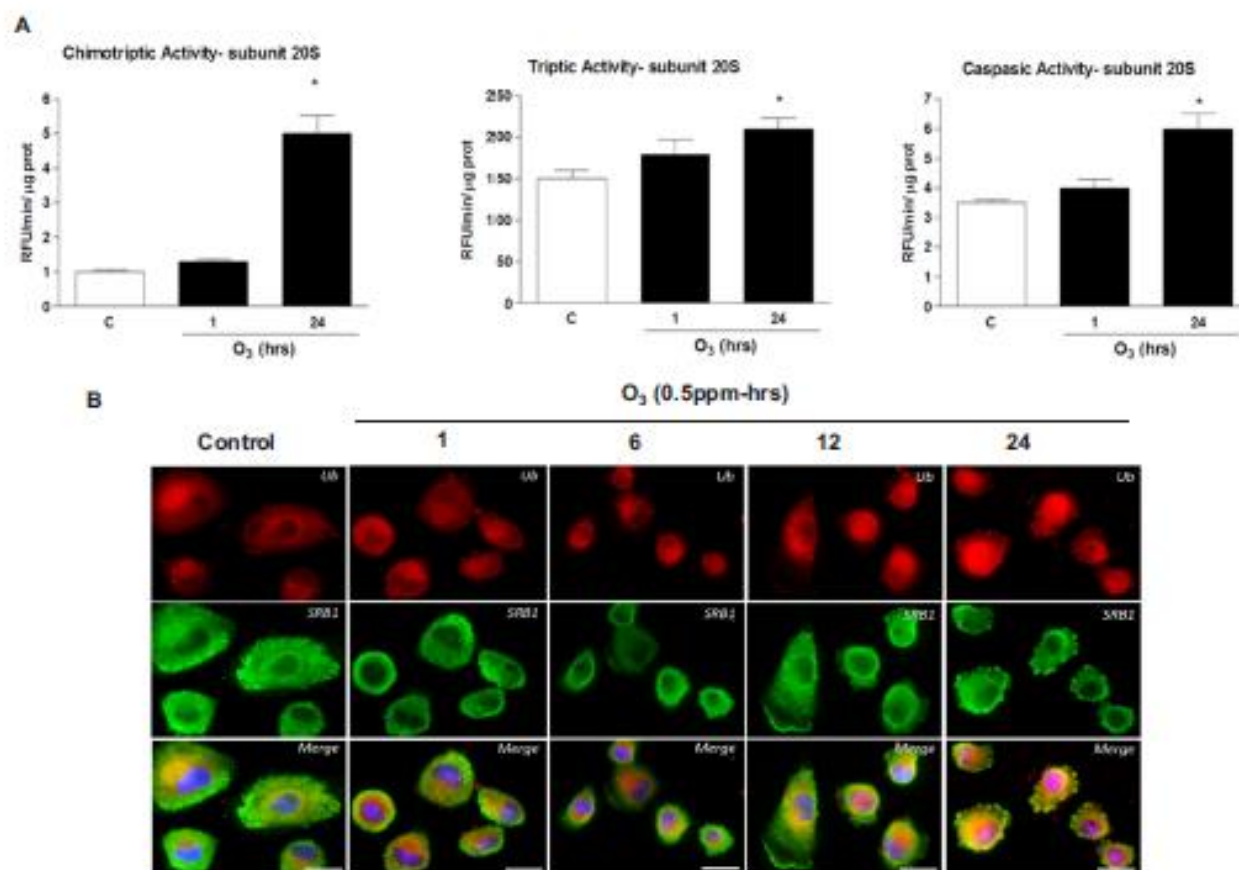 A
Chimotriptic Activity- subunit 20S
RFU/min/ µg prot
6
5
4
3
2
1
0
*
C
1
24
O₃ (hrs)
Triptic Activity- subunit 20S
RFU/min/ µg prot
250
200
150
100
50
0
*
C
1
24
O₃ (hrs)
Caspasic Activity- subunit 20S
RFU/min/ µg prot
7
6
5
4
3
2
1
0
*
C
1
24
O₃ (hrs)
B
O₃ (0.5ppm-hrs)
Control 1 6 12 24
Ub Ub Ub Ub Ub
SRB1 SRB1 SRB1 SRB1 SRB1
Merge Merge Merge Merge Merge